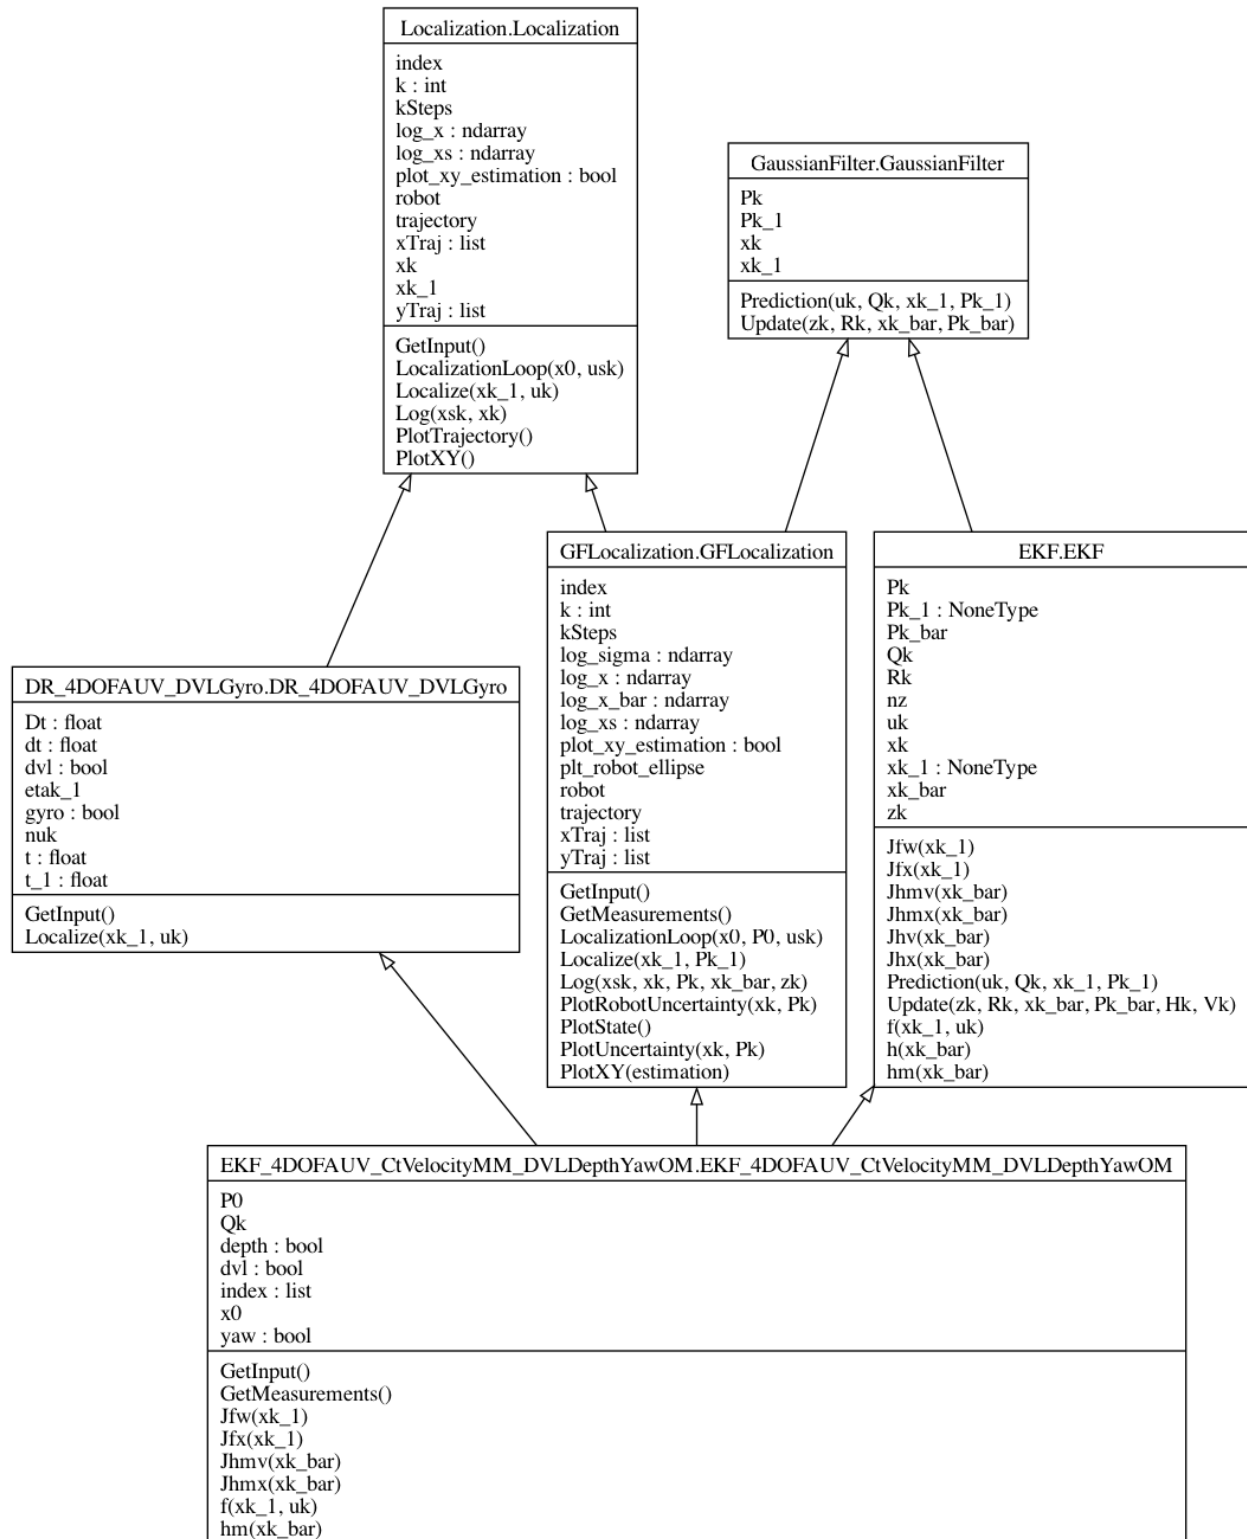 Localization.Localization
index
k : int
kSteps
log_x : ndarray
log_xs : ndarray
plot_xy_estimation : bool
robot
trajectory
xTraj : list
xk
xk_1
yTraj : list
GetInput()
LocalizationLoop(x0, usk)
Localize(xk_1, uk)
Log(xsk, xk)
PlotTrajectory()
PlotXY()
GaussianFilter.GaussianFilter
Pk
Pk_1
xk
xk_1
Prediction(uk, Qk, xk_1, Pk_1)
Update(zk, Rk, xk_bar, Pk_bar)
DR_4DOFAUV_DVLGyro.DR_4DOFAUV_DVLGyro
Dt : float
dt : float
dvl : bool
etak_1
gyro : bool
nuk
t : float
t_1 : float
GetInput()
Localize(xk_1, uk)
GFLocalization.GFLocalization
index
k : int
kSteps
log_sigma : ndarray
log_x : ndarray
log_x_bar : ndarray
log_xs : ndarray
plot_xy_estimation : bool
plt_robot_ellipse
robot
trajectory
xTraj : list
yTraj : list
GetInput()
GetMeasurements()
LocalizationLoop(x0, P0, usk)
Localize(xk_1, Pk_1)
Log(xsk, xk, Pk, xk_bar, zk)
PlotRobotUncertainty(xk, Pk)
PlotState()
PlotUncertainty(xk, Pk)
PlotXY(estimation)
EKF.EKF
Pk
Pk_1 : NoneType
Pk_bar
Qk
Rk
nz
uk
xk
xk_1 : NoneType
xk_bar
zk
Jfw(xk_1)
Jfx(xk_1)
Jhmv(xk_bar)
Jhmx(xk_bar)
Jhv(xk_bar)
Jhx(xk_bar)
Prediction(uk, Qk, xk_1, Pk_1)
Update(zk, Rk, xk_bar, Pk_bar, Hk, Vk)
f(xk_1, uk)
h(xk_bar)
hm(xk_bar)
EKF_4DOFAUV_CtVelocityMM_DVLDepthYawOM.EKF_4DOFAUV_CtVelocityMM_DVLDepthYawOM
P0
Qk
depth : bool
dvl : bool
index : list
x0
yaw : bool
GetInput()
GetMeasurements()
Jfw(xk_1)
Jfx(xk_1)
Jhmv(xk_bar)
Jhmx(xk_bar)
f(xk_1, uk)
hm(xk_bar)